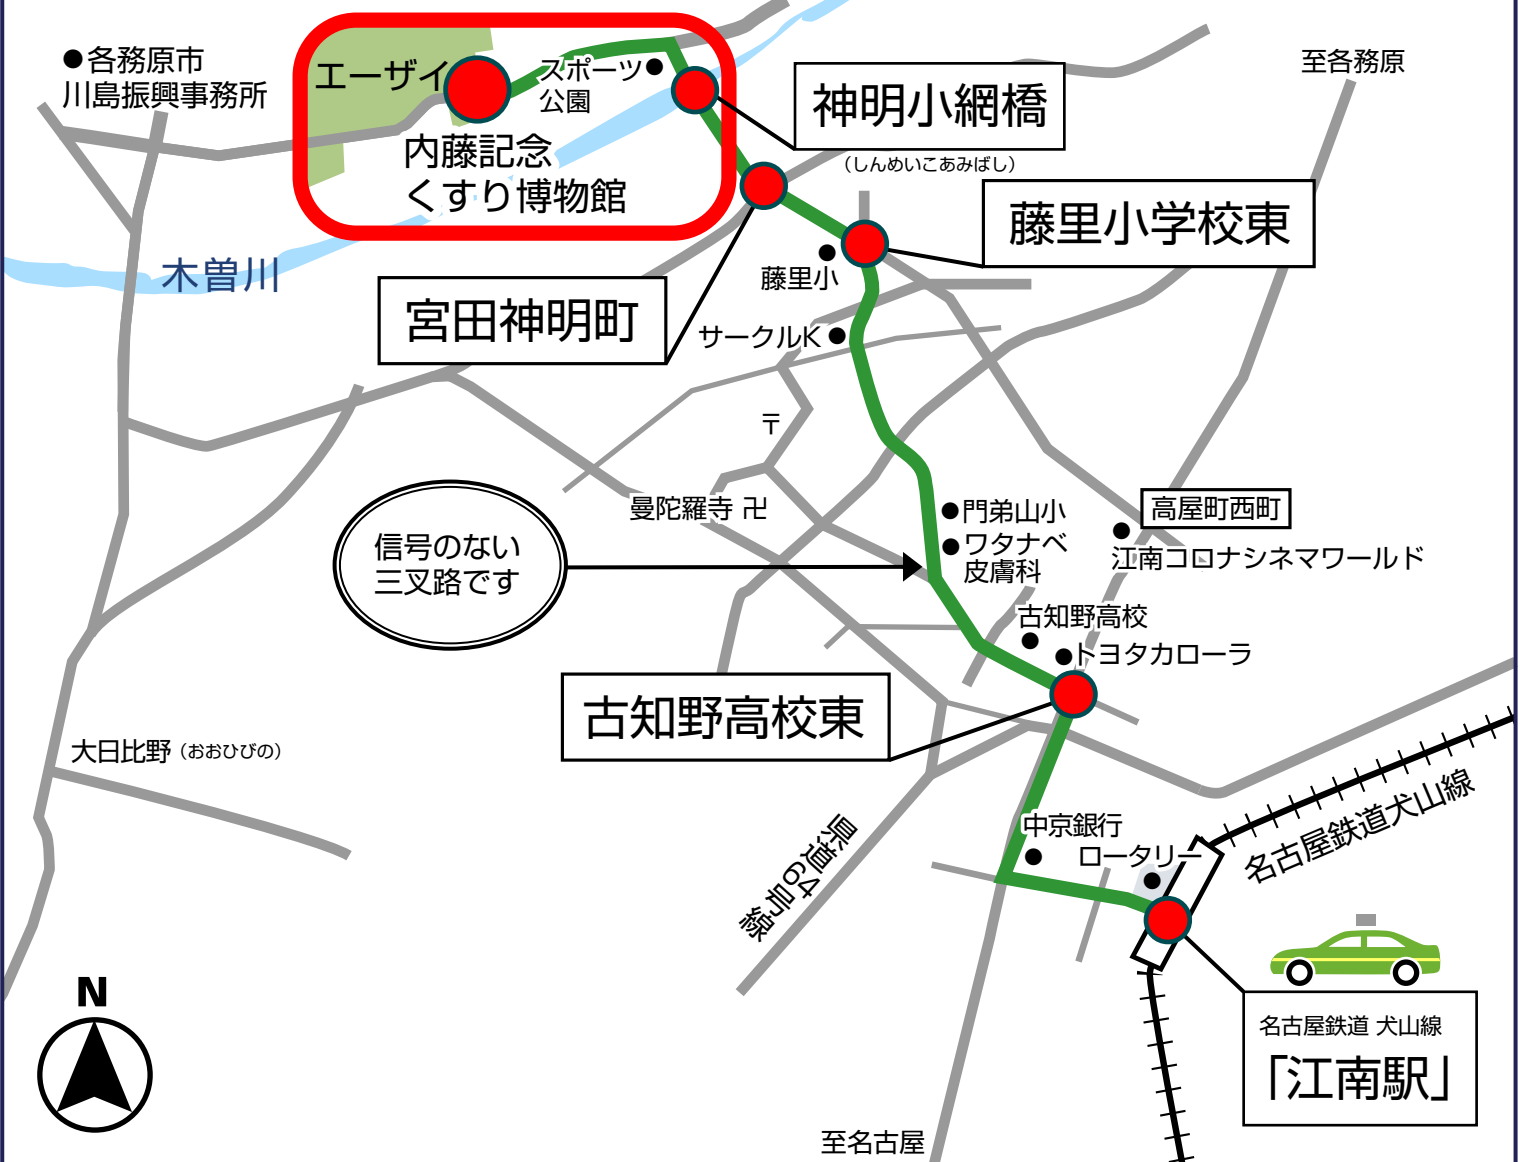 ●各務原市
川島振興事務所
エーザイ
スポーツ●
公園
内藤記念
くすり博物館
神明小網橋
（しんめいこあみばし）
至各務原
藤里小学校東
藤里小
木曽川
宮田神明町
サークルK
〒
曼陀羅寺 卍
信号のない
三叉路です
●門弟山小
●ワタナベ
皮膚科
高屋町西町
江南コロナシネマワールド
古知野高校
トヨタカローラ
古知野高校東
大日比野（おおひびの）
中京銀行
ロータリー
県道64号線
名古屋鉄道犬山線
N
名古屋鉄道 犬山線
「江南駅」
至名古屋